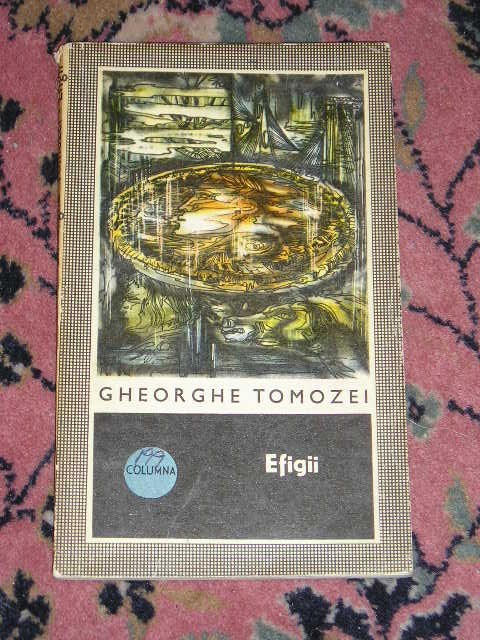 GHEORGHE TOMOZEI
Efigii
199
COLUMNA